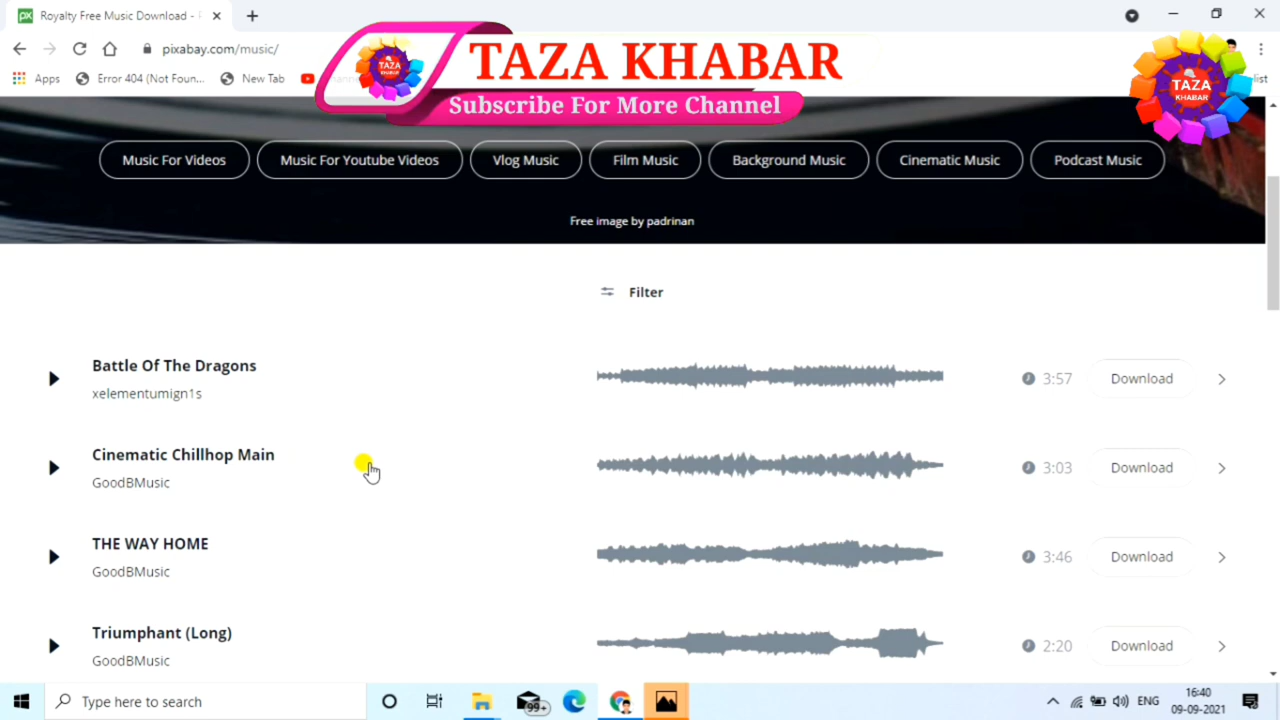 Royalty Free Music Download -
pixabay.com/music/
Apps
Error 404 (Not Foun...
New Tab
TAZA KHABAR
TAZA KHABAR
Subscribe For More Channel
TAZA
KHABAR
Music For Videos
Music For Youtube Videos
Vlog Music
Film Music
Background Music
Cinematic Music
Podcast Music
Free image by padrinan
Filter
Battle Of The Dragons
xelementumign1s
3:57
Download
Cinematic Chillhop Main
GoodBMusic
3:03
Download
THE WAY HOME
GoodBMusic
3:46
Download
Triumphant (Long)
GoodBMusic
2:20
Download
Type here to search
99+
ENG
16:40
09-09-2021